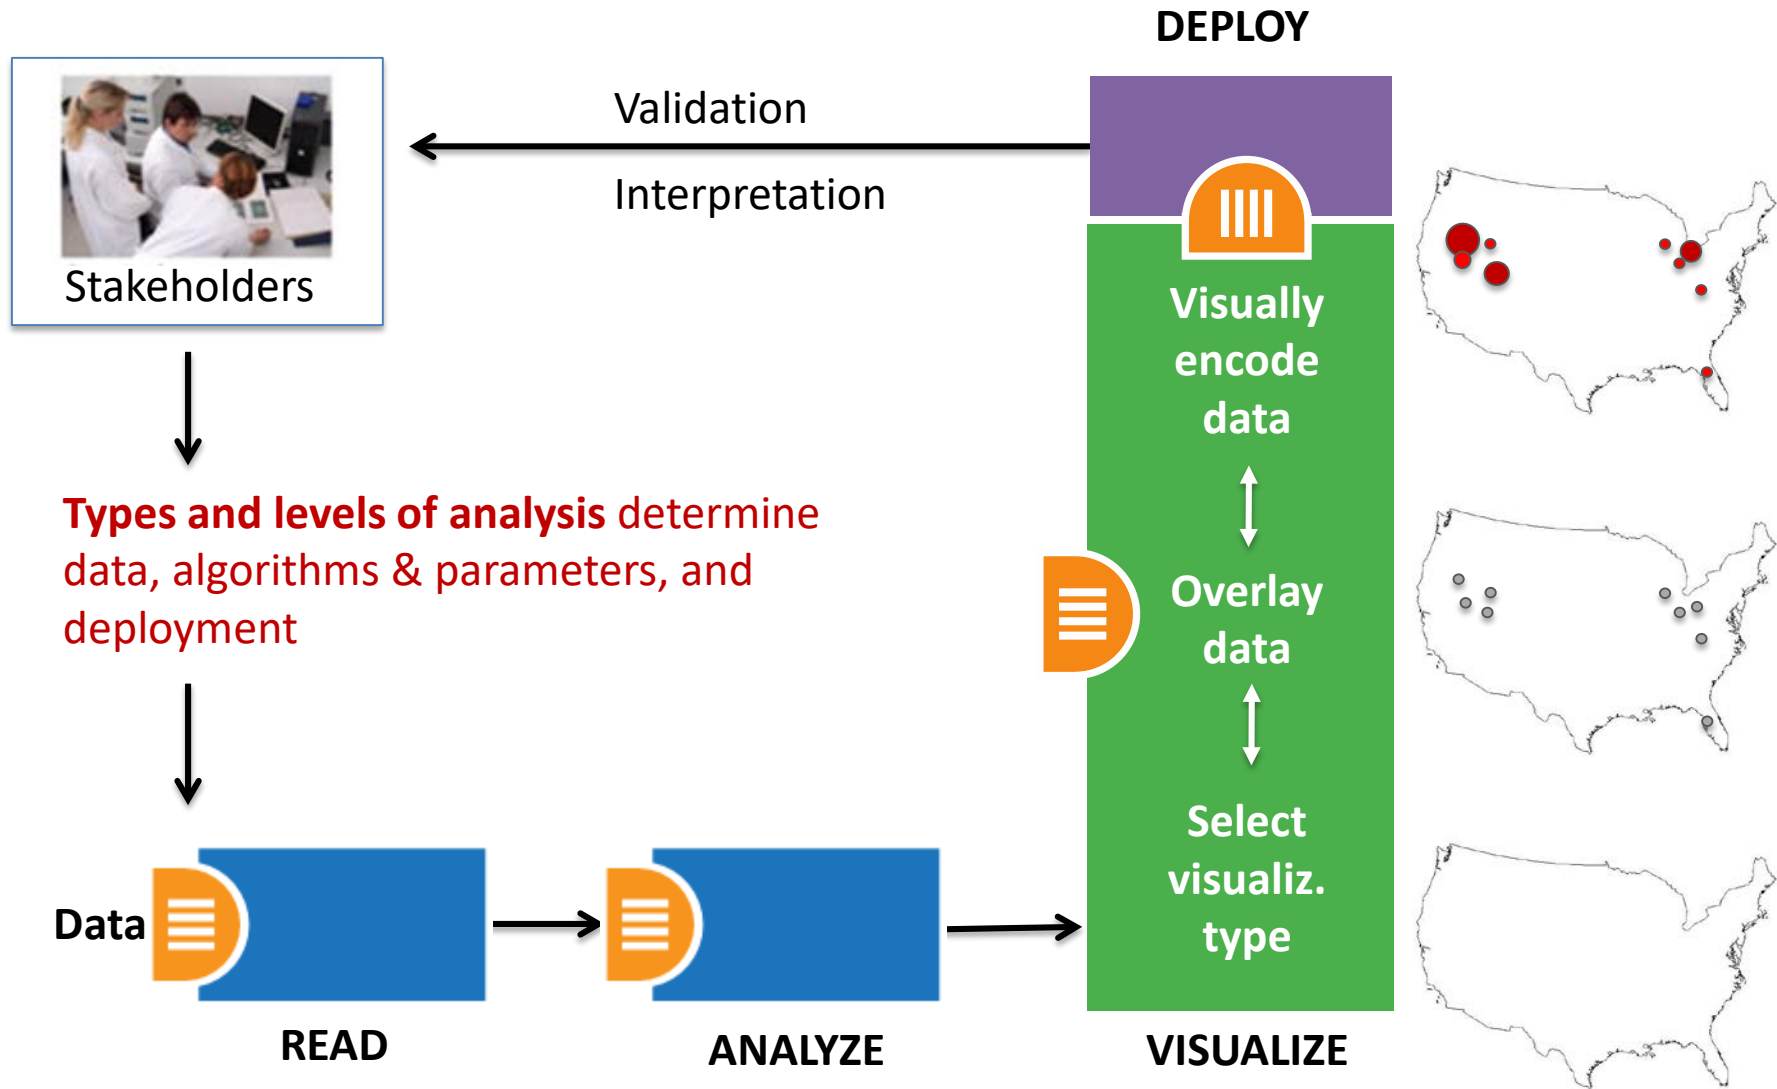 DEPLOY
Validation
Interpretation
Stakeholders
Types and levels of analysis determine
data, algorithms & parameters, and
deployment
Visually
encode
data
Overlay
data
Select
visualiz.
type
Data
READ
ANALYZE
VISUALIZE